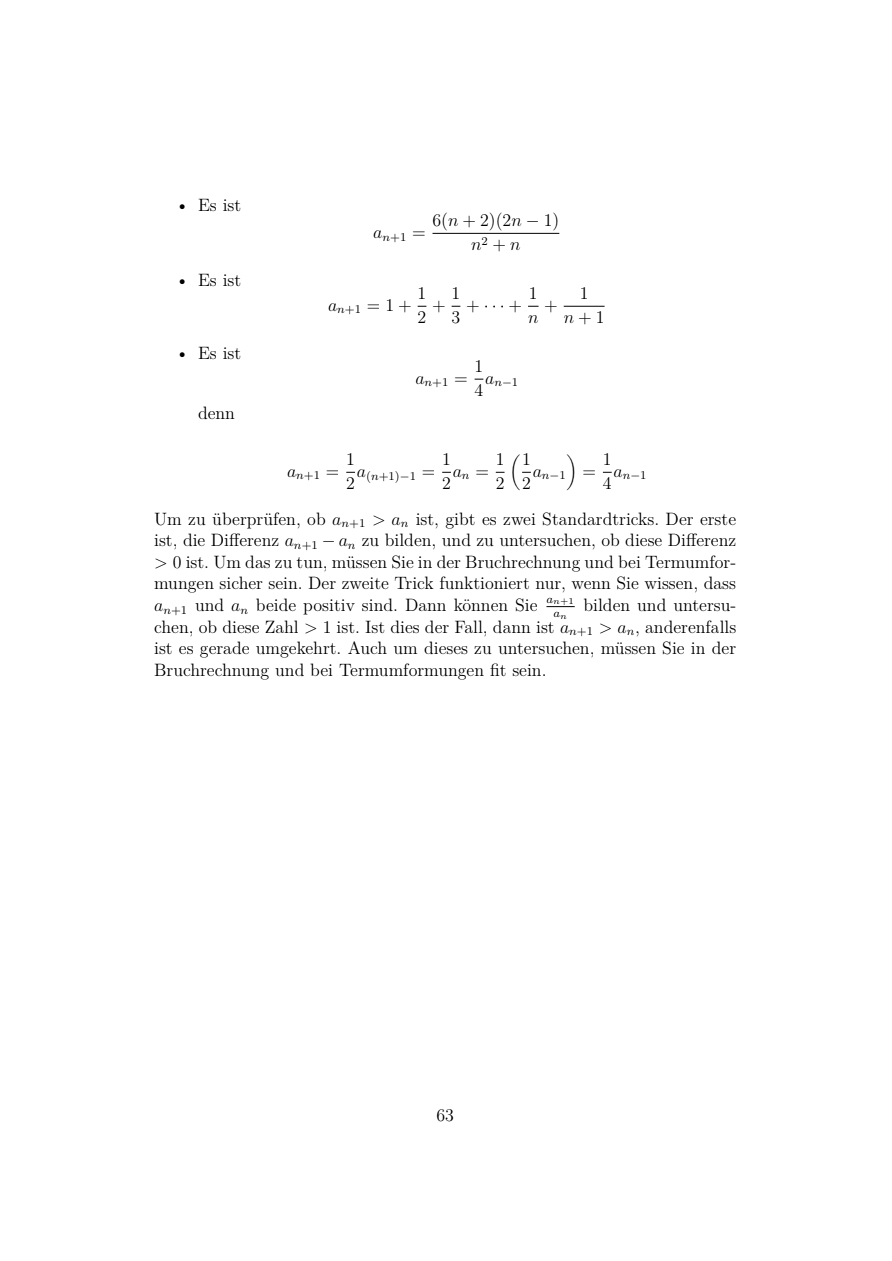 • Es ist
a_{n+1} = \frac{6(n + 2)(2n − 1)}{n^2 + n}
• Es ist
a_{n+1} = 1 + \frac{1}{2} + \frac{1}{3} + · · · + \frac{1}{n} + \frac{1}{n + 1}
• Es ist
a_{n+1} = \frac{1}{4}a_{n−1}
denn
a_{n+1} = \frac{1}{2}a_{(n+1)−1} = \frac{1}{2}a_n = \frac{1}{2}\left(\frac{1}{2}a_{n−1}\right) = \frac{1}{4}a_{n−1}
Um zu überprüfen, ob a_{n+1} > a_n ist, gibt es zwei Standardtricks. Der erste
ist, die Differenz a_{n+1} − a_n zu bilden, und zu untersuchen, ob diese Differenz
> 0 ist. Um das zu tun, müssen Sie in der Bruchrechnung und bei Termumfor-
mungen sicher sein. Der zweite Trick funktioniert nur, wenn Sie wissen, dass
a_{n+1} und a_n beide positiv sind. Dann können Sie \frac{a_{n+1}}{a_n} bilden und untersu-
chen, ob diese Zahl > 1 ist. Ist dies der Fall, dann ist a_{n+1} > a_n, anderenfalls
ist es gerade umgekehrt. Auch um dieses zu untersuchen, müssen Sie in der
Bruchrechnung und bei Termumformungen fit sein.
63